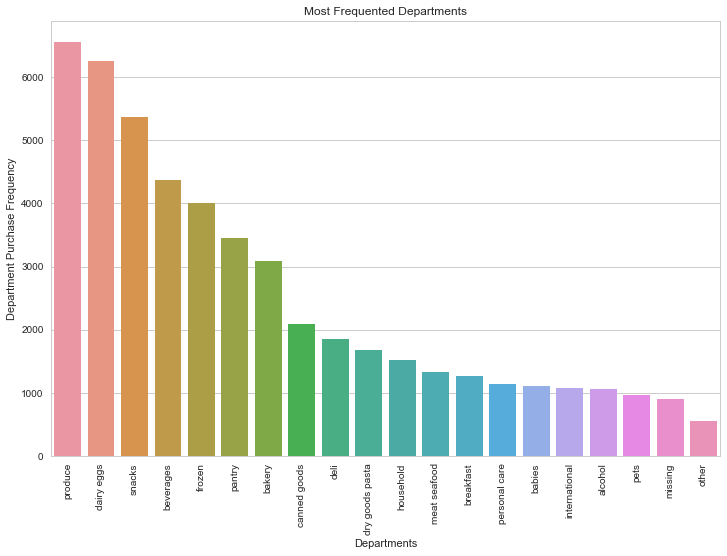 Most Frequented Departments
Department Purchase Frequency
6000
5000
4000
3000
2000
1000
0
produce
dairy eggs
snacks
beverages
frozen
pantry
bakery
canned goods
deli
dry goods pasta
household
meat seafood
breakfast
personal care
babies
international
alcohol
pets
missing
other
Departments